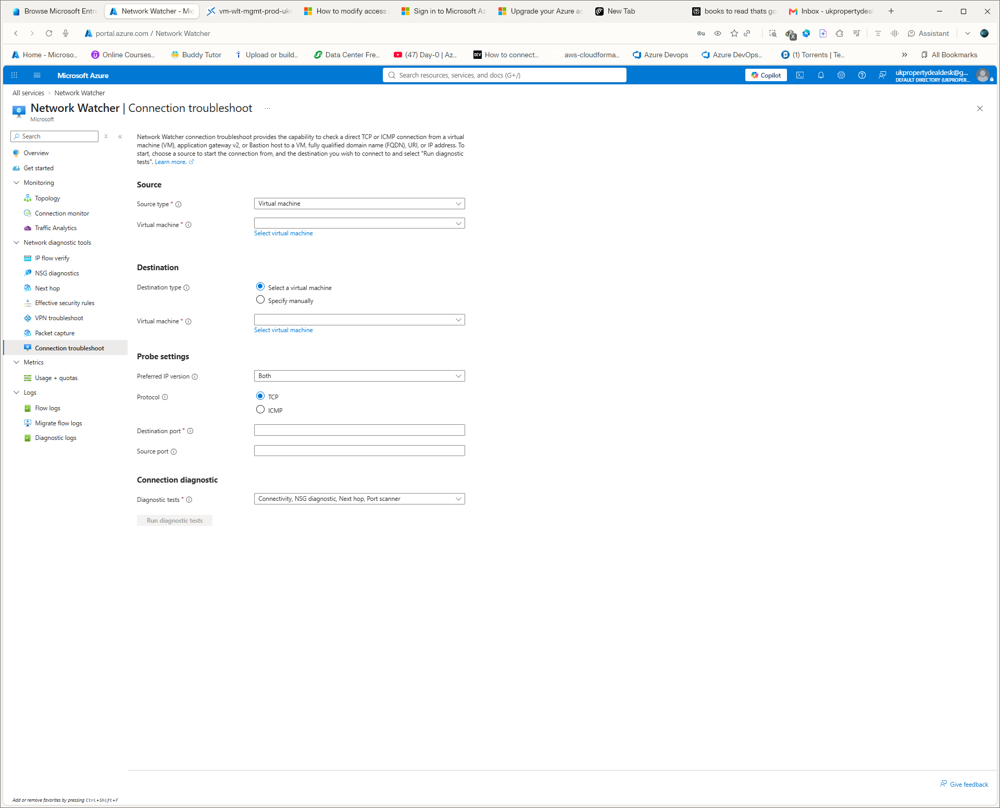 Browse Microsoft Entra
Network Watcher - Mic
vm-wlt-mgmt-prod-uks
How to modify access
Sign in to Microsoft Az
Upgrade your Azure ac
New Tab
books to read thats go
Inbox - ukpropertydeal
portal.azure.com / Network Watcher
Assistant
Home - Microso...
Online Courses...
Buddy Tutor
Upload or build...
Data Center Fre...
(47) Day-0 | Az...
How to connect...
aws-cloudforma...
Azure Devops
Azure DevOps...
(1) Torrents | Te...
All Bookmarks
Microsoft Azure
Search resources, services, and docs (G+/)
Copilot
ukpropertydealdesk@g...
DEFAULT DIRECTORY (UKPROPER...
All services > Network Watcher
Network Watcher | Connection troubleshoot ...
Microsoft
Search
Overview
Get started
Monitoring
Topology
Connection monitor
Traffic Analytics
Network diagnostic tools
IP flow verify
NSG diagnostics
Next hop
Effective security rules
VPN troubleshoot
Packet capture
Connection troubleshoot
Metrics
Usage + quotas
Logs
Flow logs
Migrate flow logs
Diagnostic logs
Network Watcher connection troubleshoot provides the capability to check a direct TCP or ICMP connection from a virtual
machine (VM), application gateway v2, or Bastion host to a VM, fully qualified domain name (FQDN), URI, or IP address. To
start, choose a source to start the connection from, and the destination you wish to connect to and select "Run diagnostic
tests". Learn more.
Source
Source type * Virtual machine
Virtual machine *
Select virtual machine
Destination
Destination type Select a virtual machine
Specify manually
Virtual machine *
Select virtual machine
Probe settings
Preferred IP version Both
Protocol TCP
ICMP
Destination port *
Source port
Connection diagnostic
Diagnostic tests * Connectivity, NSG diagnostic, Next hop, Port scanner
Run diagnostic tests
Give feedback
Add or remove favorites by pressing Ctrl+Shift+F